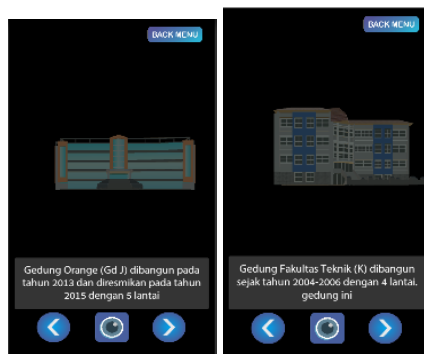 BACK MENU
Gedung Orange (Gd J) dibangun pada
tahun 2013 dan diresmikan pada tahun
2015 dengan 5 lantai
BACK MENU
Gedung Fakultas Teknik (K) dibangun
sejak tahun 2004-2006 dengan 4 lantai.
gedung ini